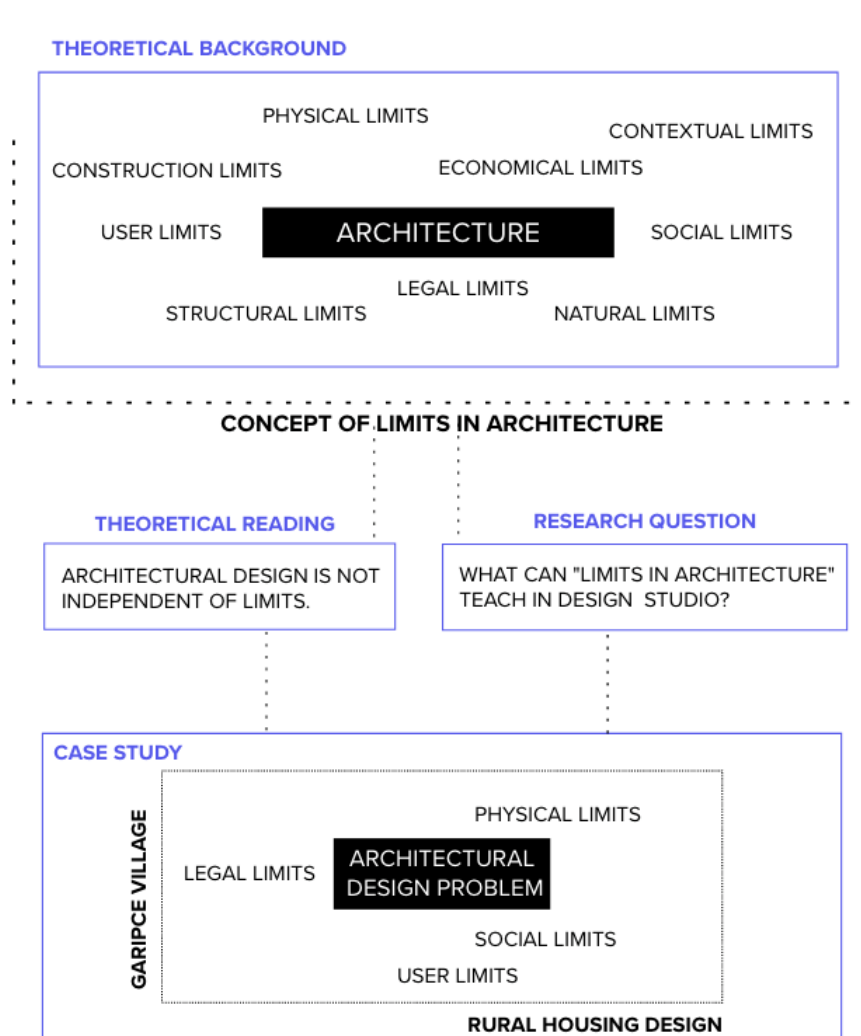 THEORETICAL BACKGROUND
PHYSICAL LIMITS
CONTEXTUAL LIMITS
CONSTRUCTION LIMITS
ECONOMICAL LIMITS
USER LIMITS
ARCHITECTURE
SOCIAL LIMITS
LEGAL LIMITS
STRUCTURAL LIMITS
NATURAL LIMITS
CONCEPT OF LIMITS IN ARCHITECTURE
THEORETICAL READING
ARCHITECTURAL DESIGN IS NOT
INDEPENDENT OF LIMITS.
RESEARCH QUESTION
WHAT CAN "LIMITS IN ARCHITECTURE"
TEACH IN DESIGN STUDIO?
CASE STUDY
GARIPCE VILLAGE
PHYSICAL LIMITS
LEGAL LIMITS
ARCHITECTURAL
DESIGN PROBLEM
SOCIAL LIMITS
USER LIMITS
RURAL HOUSING DESIGN